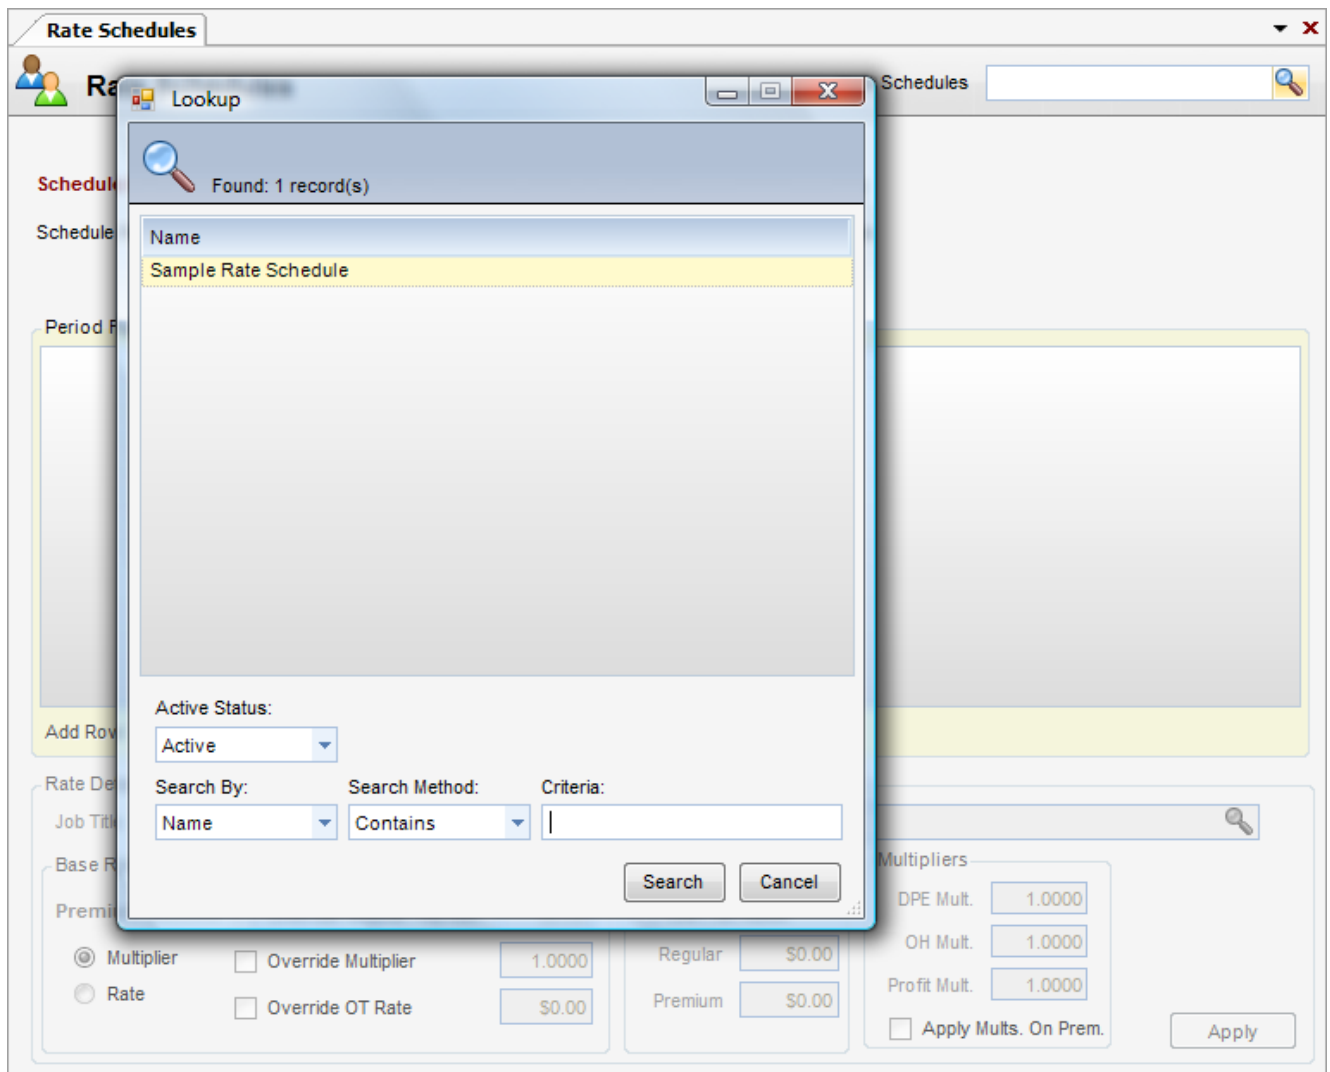 Rate Schedules
Schedules
Lookup
Found: 1 record(s)
Schedule
Schedule
Name
Sample Rate Schedule
Period
Active Status:
Add Row
Active
Rate De
Search By: Search Method: Criteria:
Job Title
Name Contains
Base R
Multipliers
Search Cancel
DPE Mult. 1.0000
Premi
OH Mult. 1.0000
Multiplier Override Multiplier 1.0000 Regular $0.00
Profit Mult. 1.0000
Rate Override OT Rate $0.00 Premium $0.00
Apply Mults. On Prem. Apply